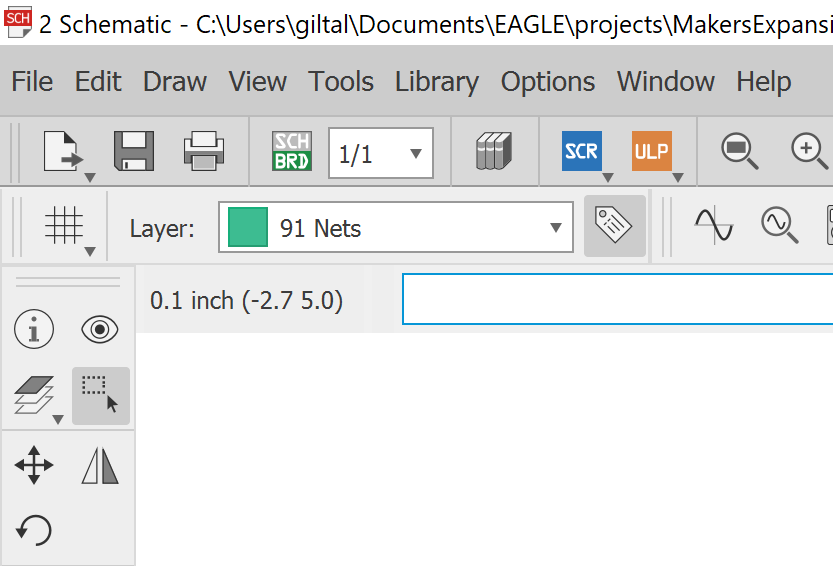 SCH 2 Schematic - C:\Users\giltal\Documents\EAGLE\projects\MakersExpansi
File Edit Draw View Tools Library Options Window Help
SCH BRD 1/1 SCR ULP
Layer: 91 Nets
0.1 inch (-2.7 5.0)